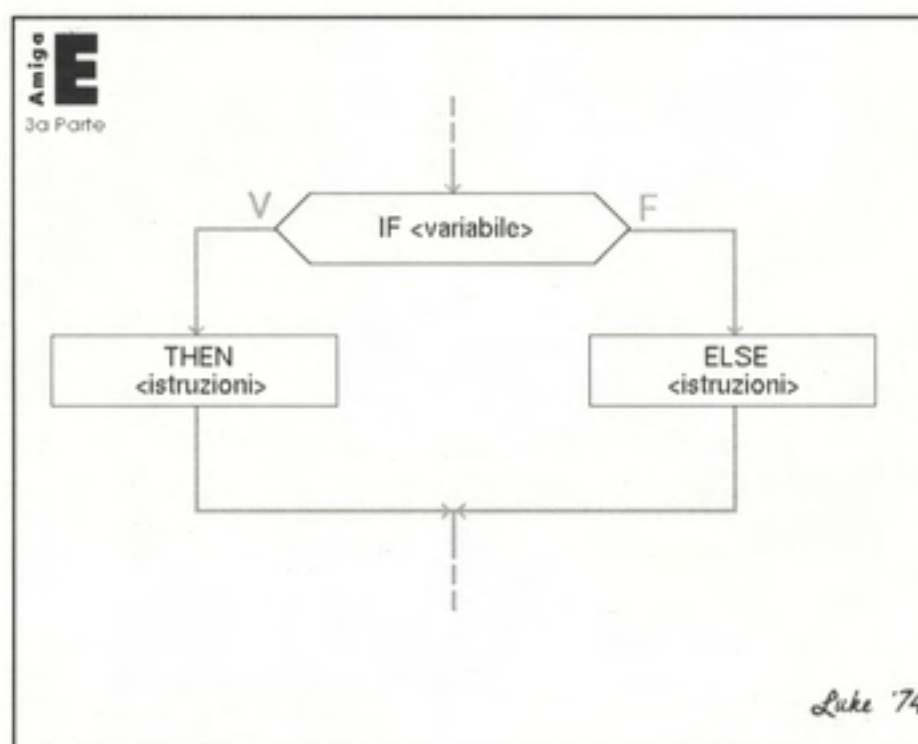 Amiga E
3a Parte
V
F
IF <variabile>
THEN
<istruzioni>
ELSE
<istruzioni>
Luke '74